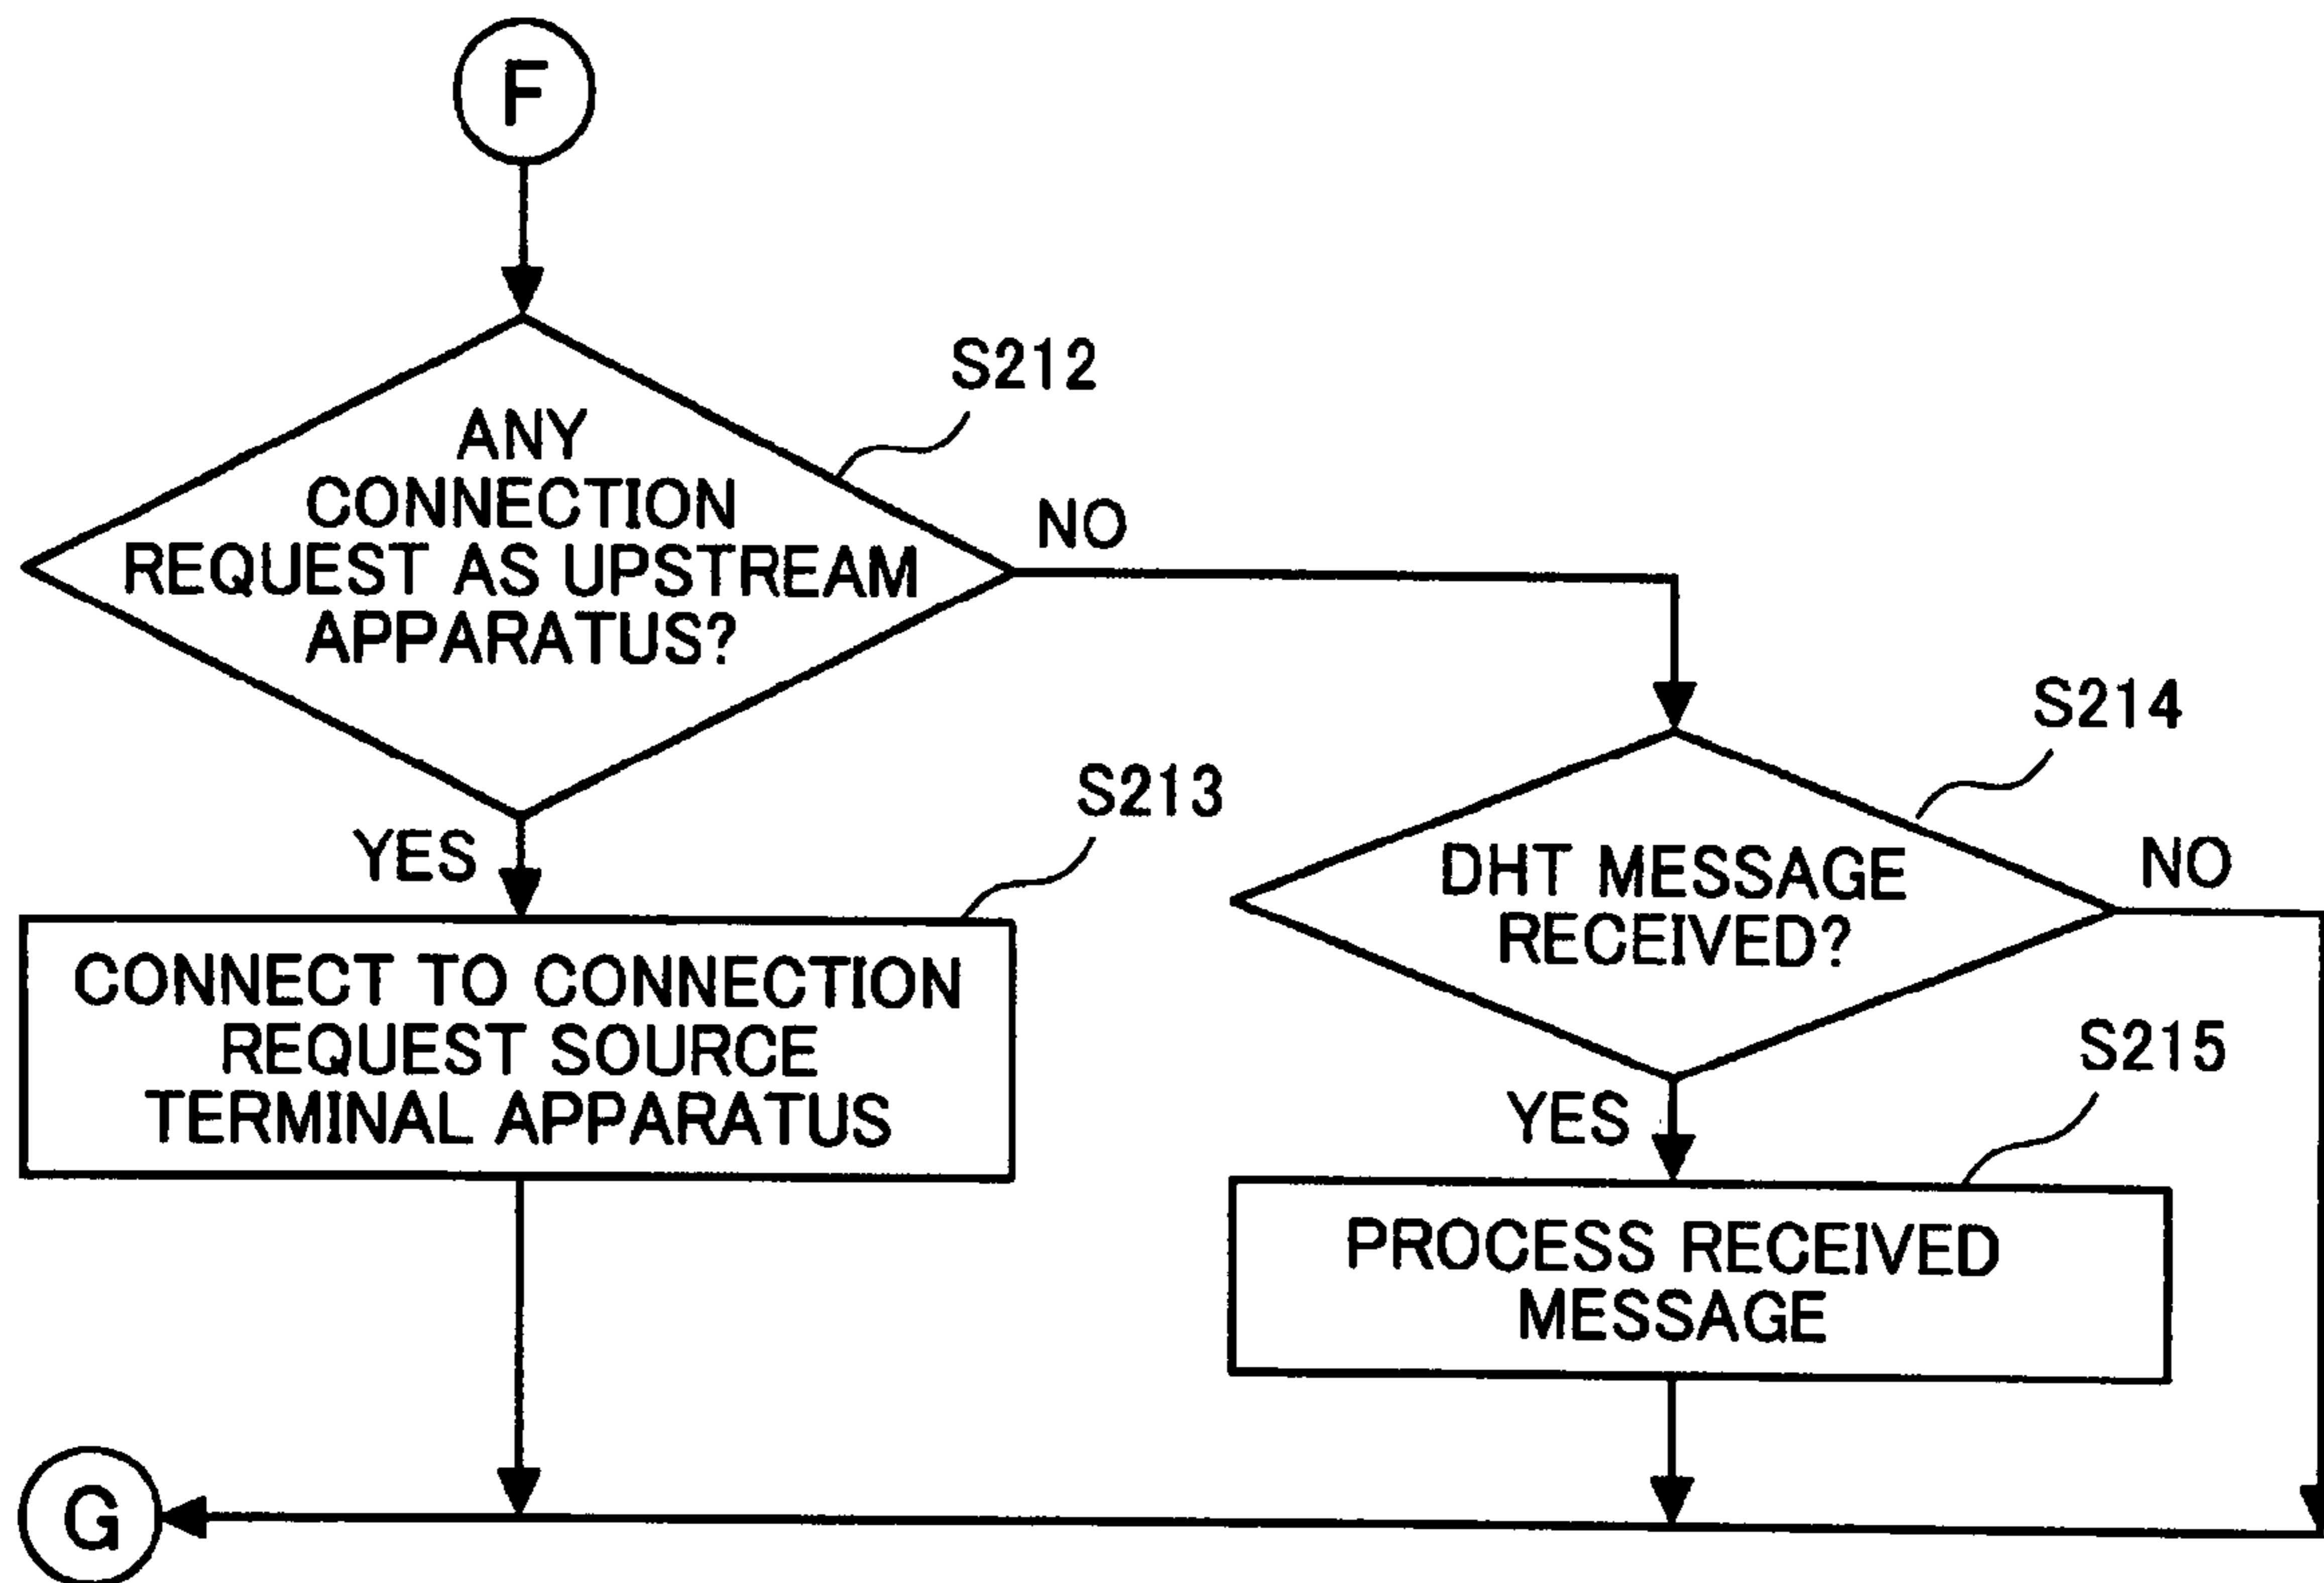 F
S212
ANY
CONNECTION
REQUEST AS UPSTREAM
APPARATUS?
NO
YES
S213
CONNECT TO CONNECTION
REQUEST SOURCE
TERMINAL APPARATUS
S214
DHT MESSAGE
RECEIVED?
NO
YES
S215
PROCESS RECEIVED
MESSAGE
G